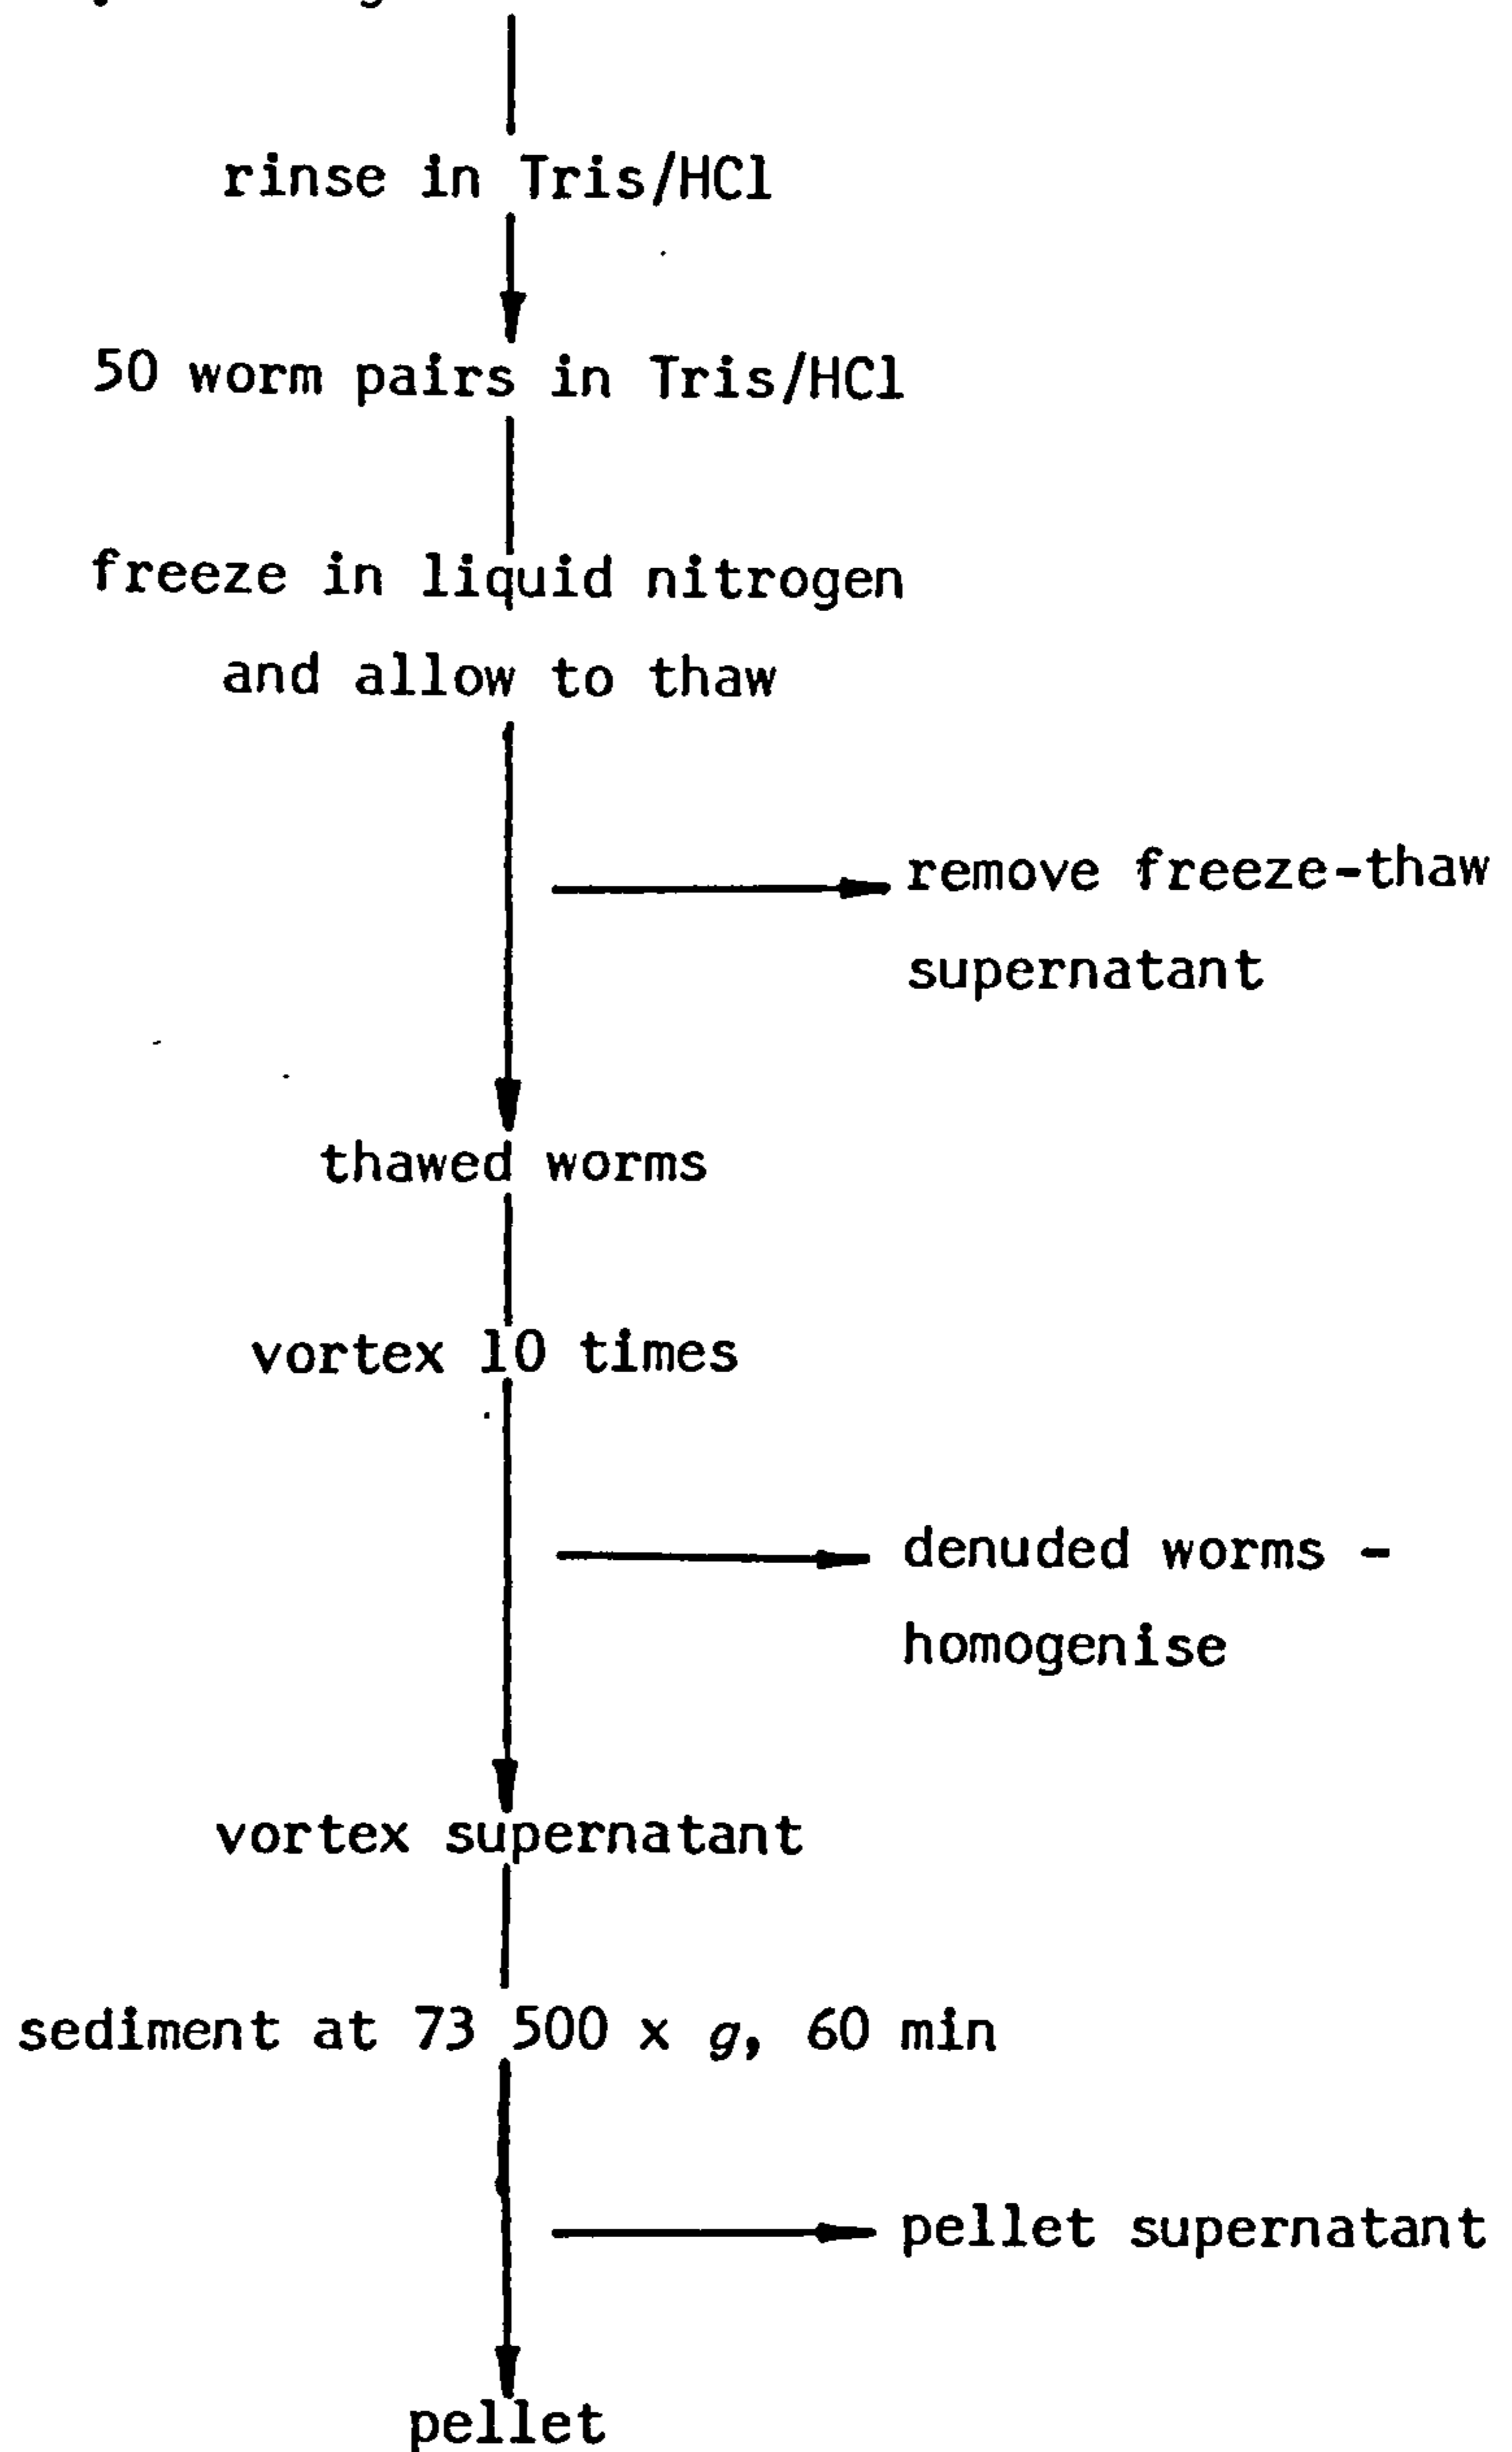 rinse in Tris/HCl
50 worm pairs in Tris/HCl
freeze in liquid nitrogen
and allow to thaw
remove freeze-thaw
supernatant
thawed worms
vortex 10 times
denuded worms -
homogenise
vortex supernatant
sediment at 73 500 x g, 60 min
pellet supernatant
pellet